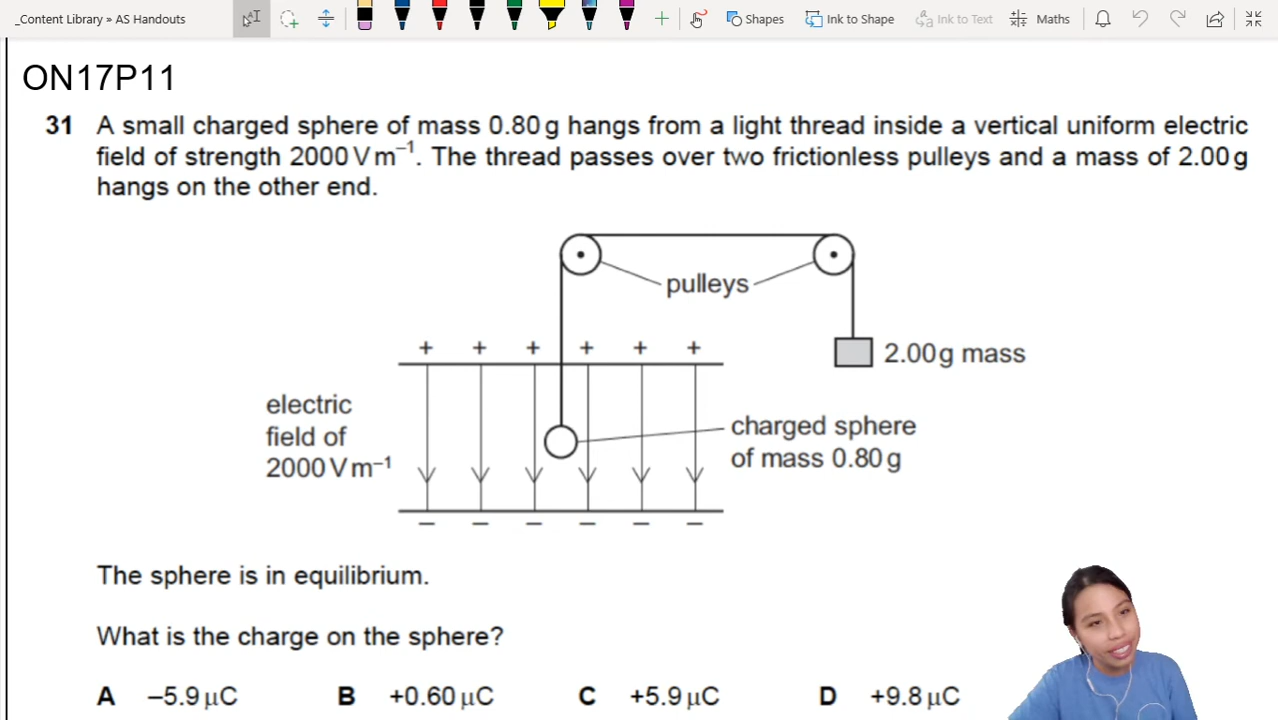 _Content Library » AS Handouts
Shapes
Ink to Shape
Ink to Text
Maths
ON17P11
31 A small charged sphere of mass 0.80 g hangs from a light thread inside a vertical uniform electric
field of strength 2000 V m⁻¹. The thread passes over two frictionless pulleys and a mass of 2.00 g
hangs on the other end.
pulleys
+ + + + + +
2.00 g mass
electric
field of
2000 V m⁻¹
charged sphere
of mass 0.80 g
– – – – – –
The sphere is in equilibrium.
What is the charge on the sphere?
A –5.9 μC B +0.60 μC C +5.9 μC D +9.8 μC